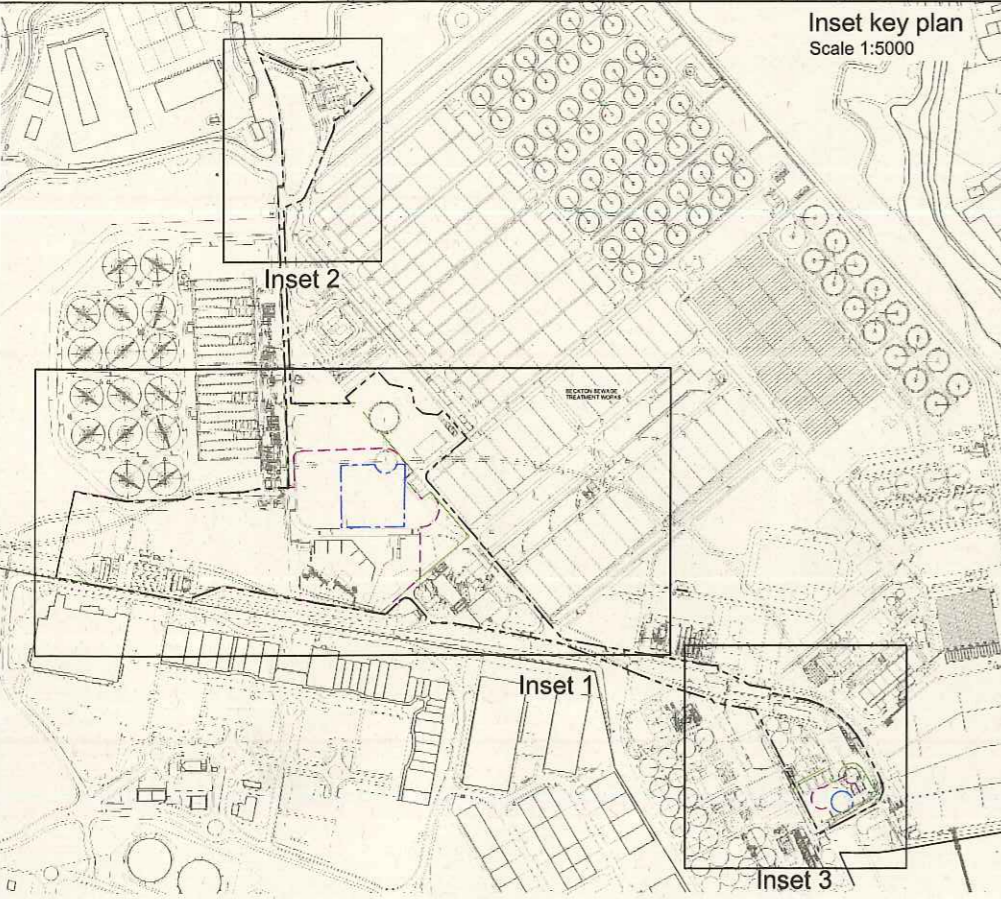 Inset key plan
Scale 1:5000
Inset 2
BECKTON SEWAGE
TREATMENT WORKS
Inset 1
Inset 3